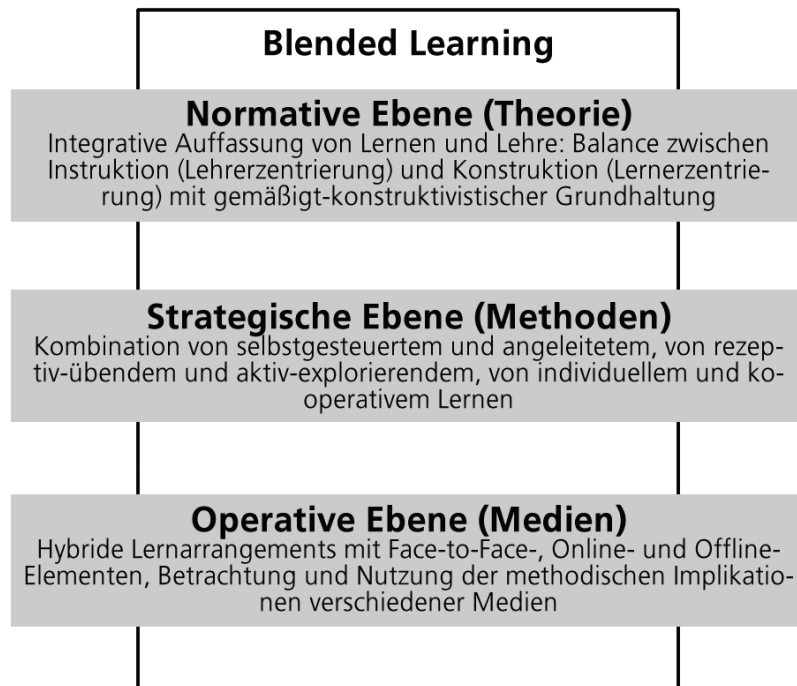 Blended Learning
Normative Ebene (Theorie)
Integrative Auffassung von Lernen und Lehre: Balance zwischen
Instruktion (Lehrerzentrierung) und Konstruktion (Lernerzentrie-
rung) mit gemäßigt-konstruktivistischer Grundhaltung
Strategische Ebene (Methoden)
Kombination von selbstgesteuertem und angeleitetem, von rezep-
tiv-übendem und aktiv-explorierendem, von individuellem und ko-
operativem Lernen
Operative Ebene (Medien)
Hybride Lernarrangements mit Face-to-Face-, Online- und Offline-
Elementen, Betrachtung und Nutzung der methodischen Implikatio-
nen verschiedener Medien